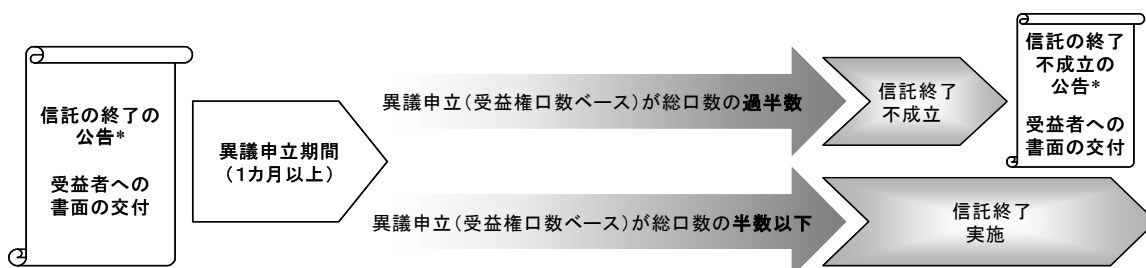 信託の終了の
公告*
受益者への
書面の交付
異議申立期間
（1カ月以上）
異議申立（受益権口数ベース）が総口数の過半数
信託終了
不成立
信託の終了
不成立の
公告*
受益者への
書面の交付
異議申立（受益権口数ベース）が総口数の半数以下
信託終了
実施